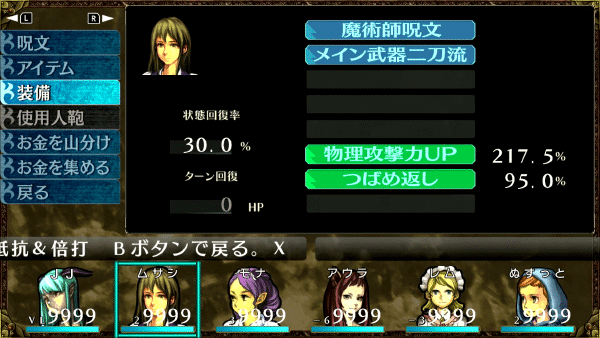 L R
呪文
アイテム
装備
使用人鞄
お金を山分け
お金を集める
戻る
状態回復率
30.0 %
ターン回復
0 HP
魔術師呪文
メイン武器二刀流
物理攻撃力UP 217.5%
つばめ返し 95.0%
抵抗&倍打 Bボタンで戻る。X
JJ ムサシ モナ アウラ レム ぬすっと
9999 9999 9999 9999 9999 9999